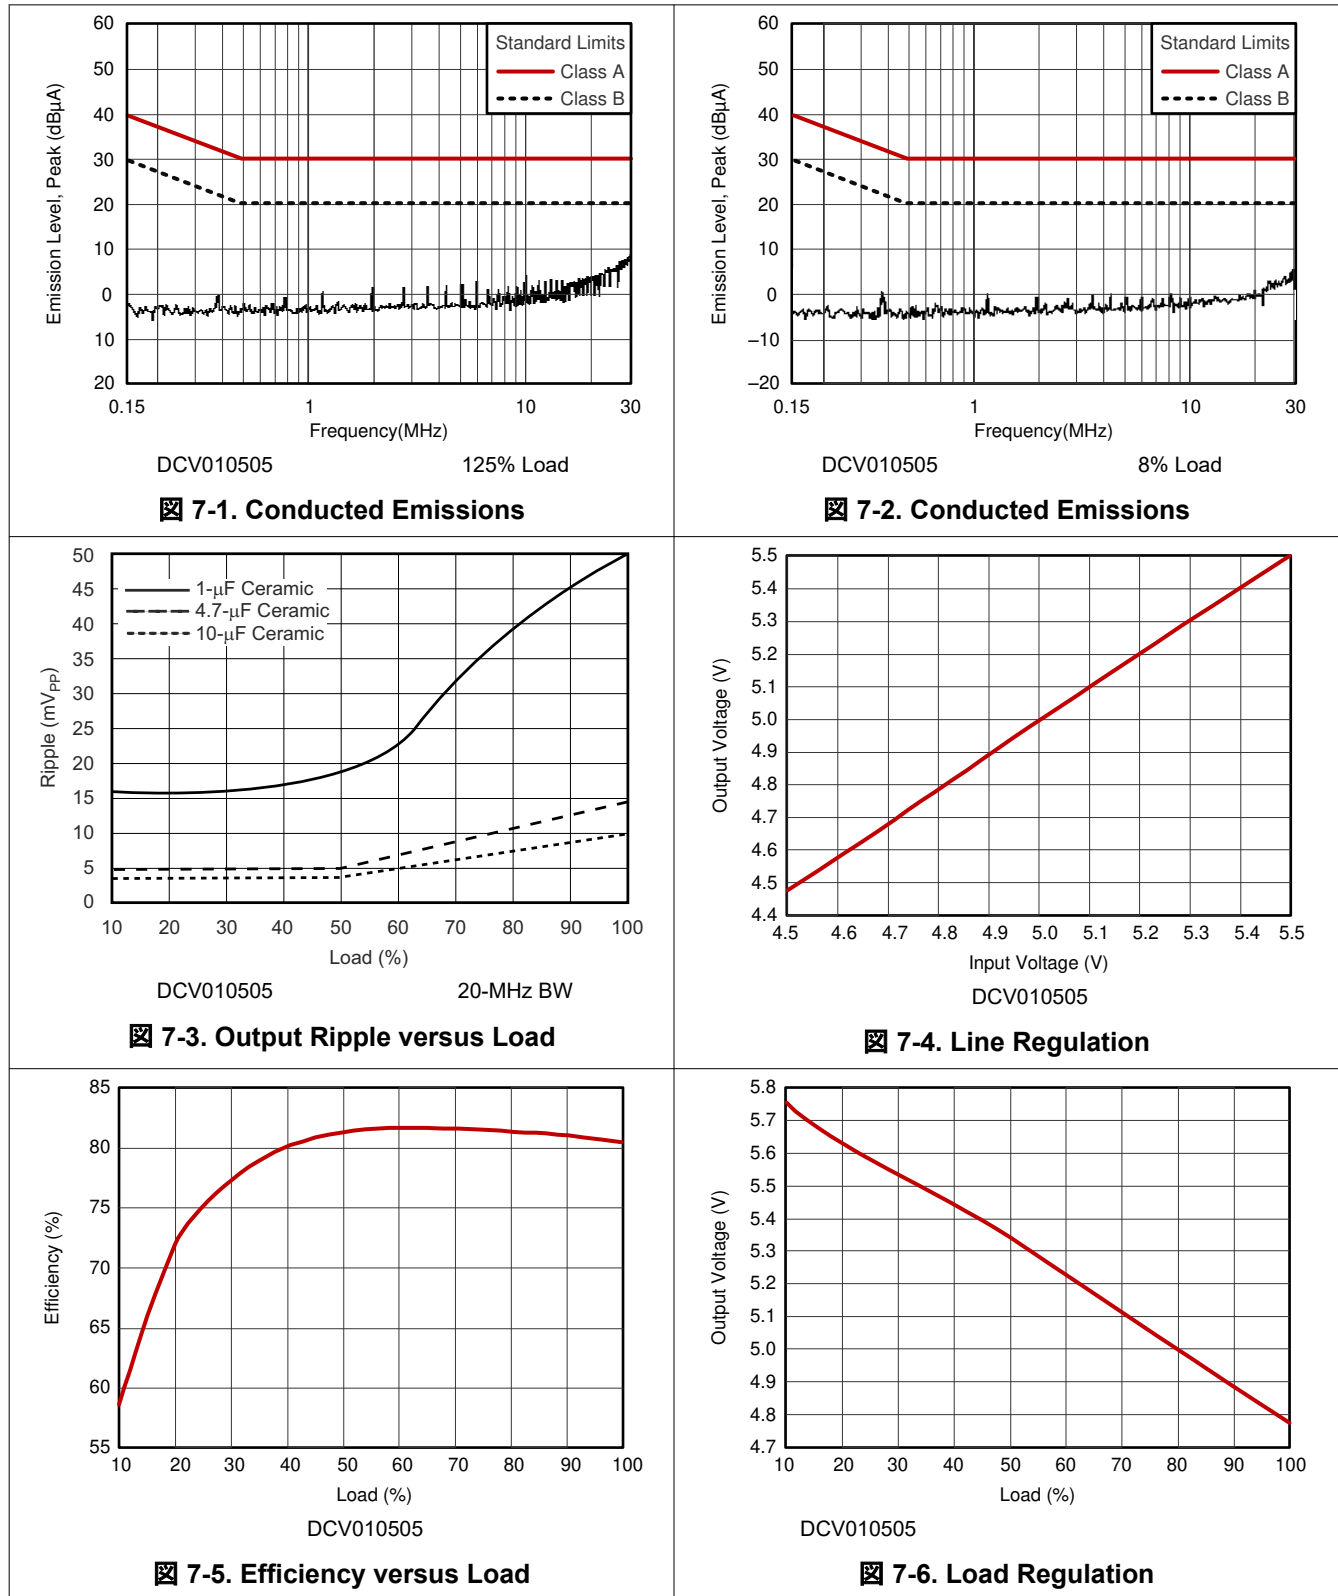 60
50
40
30
20
10
0
10
20
Emission Level, Peak (dBµA)
Standard Limits
Class A
Class B
0.15
1
10
30
Frequency(MHz)
DCV010505
125% Load
図 7-1. Conducted Emissions
60
50
40
30
20
10
0
–10
–20
Emission Level, Peak (dBµA)
Standard Limits
Class A
Class B
0.15
1
10
30
Frequency(MHz)
DCV010505
8% Load
図 7-2. Conducted Emissions
50
45
40
35
30
25
20
15
10
5
0
Ripple (mVPP)
1-µF Ceramic
4.7-µF Ceramic
10-µF Ceramic
10 20 30 40 50 60 70 80 90 100
Load (%)
DCV010505
20-MHz BW
図 7-3. Output Ripple versus Load
5.5
5.4
5.3
5.2
5.1
5.0
4.9
4.8
4.7
4.6
4.5
4.4
Output Voltage (V)
4.5 4.6 4.7 4.8 4.9 5.0 5.1 5.2 5.3 5.4 5.5
Input Voltage (V)
DCV010505
図 7-4. Line Regulation
85
80
75
70
65
60
55
Efficiency (%)
10 20 30 40 50 60 70 80 90 100
Load (%)
DCV010505
図 7-5. Efficiency versus Load
5.8
5.7
5.6
5.5
5.4
5.3
5.2
5.1
5.0
4.9
4.8
4.7
Output Voltage (V)
10 20 30 40 50 60 70 80 90 100
Load (%)
DCV010505
図 7-6. Load Regulation